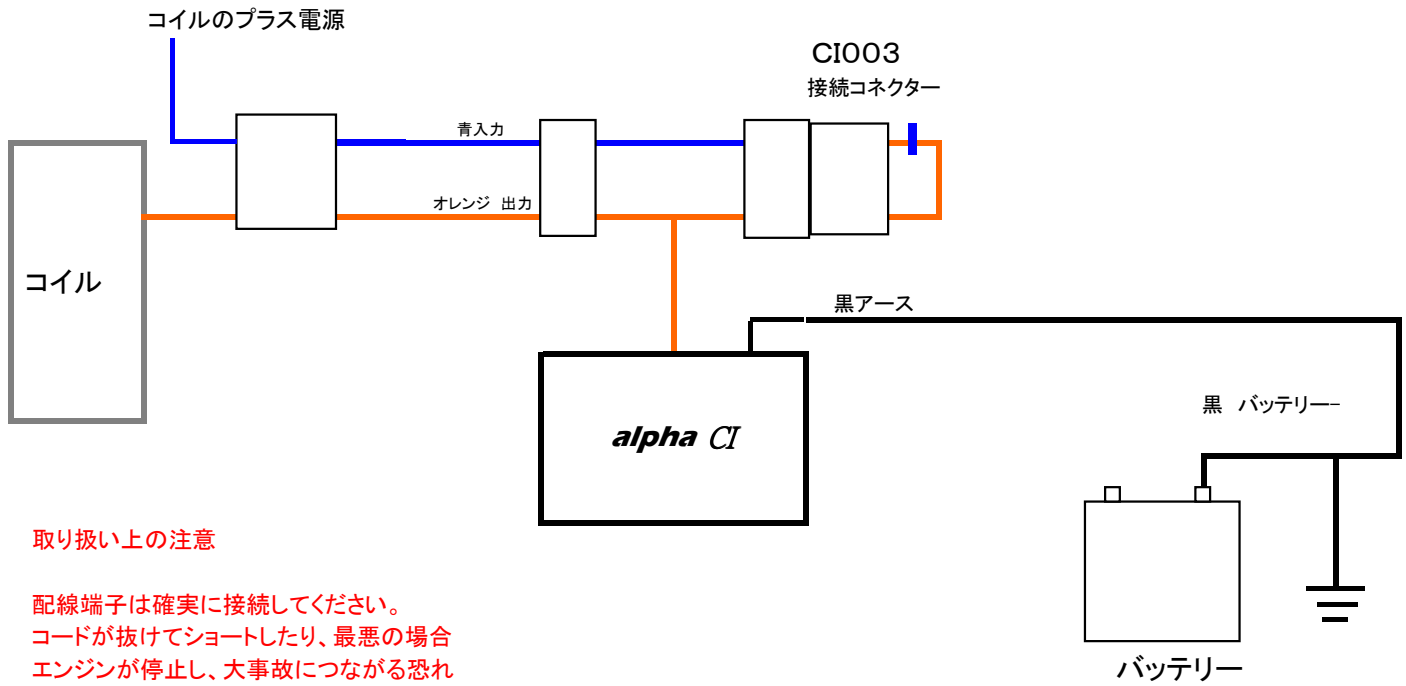 コイルのプラス電源
CI003
接続コネクター
青入力
オレンジ 出力
コイル
黒アース
黒 バッテリー－
alpha CI
取り扱い上の注意
配線端子は確実に接続してください。
コードが抜けてショートしたり、最悪の場合
エンジンが停止し、大事故につながる恐れ
バッテリー